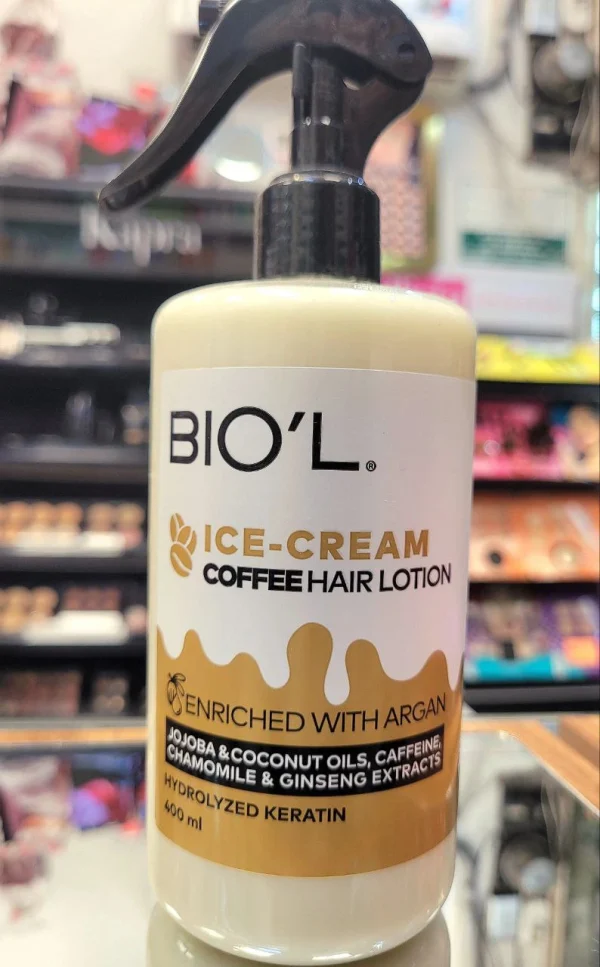 Kapra
BIO'L®
ICE-CREAM
COFFEE HAIR LOTION
ENRICHED WITH ARGAN
JOJOBA & COCONUT OILS, CAFFEINE,
CHAMOMILE & GINSENG EXTRACTS
HYDROLYZED KERATIN
400 ml